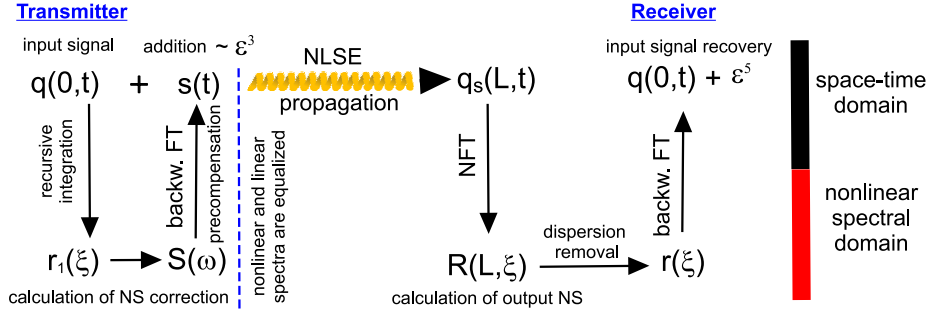 Transmitter
Receiver
input signal
addition ~ ε³
NLSE
input signal recovery
q(0,t) + s(t)
propagation
qₛ(L,t)
q(0,t) + ε⁵
space-time
domain
recursive
integration
backw. FT
precompensation
nonlinear and linear
spectra are equalized
NFT
backw. FT
nonlinear
spectral
domain
r₁(ξ)
S(ω)
R(L,ξ)
dispersion
removal
r(ξ)
calculation of NS correction
calculation of output NS